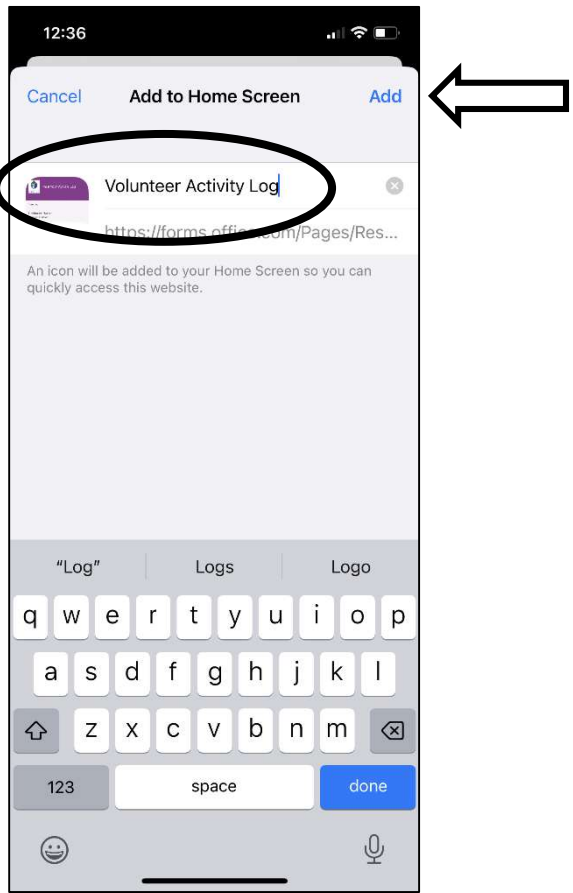 12:36
Cancel Add to Home Screen Add
Volunteer Activity Log
https://forms.office.com/Pages/Res...
An icon will be added to your Home Screen so you can
quickly access this website.
“Log” Logs Logo
q w e r t y u i o p
a s d f g h j k l
z x c v b n m
123 space done